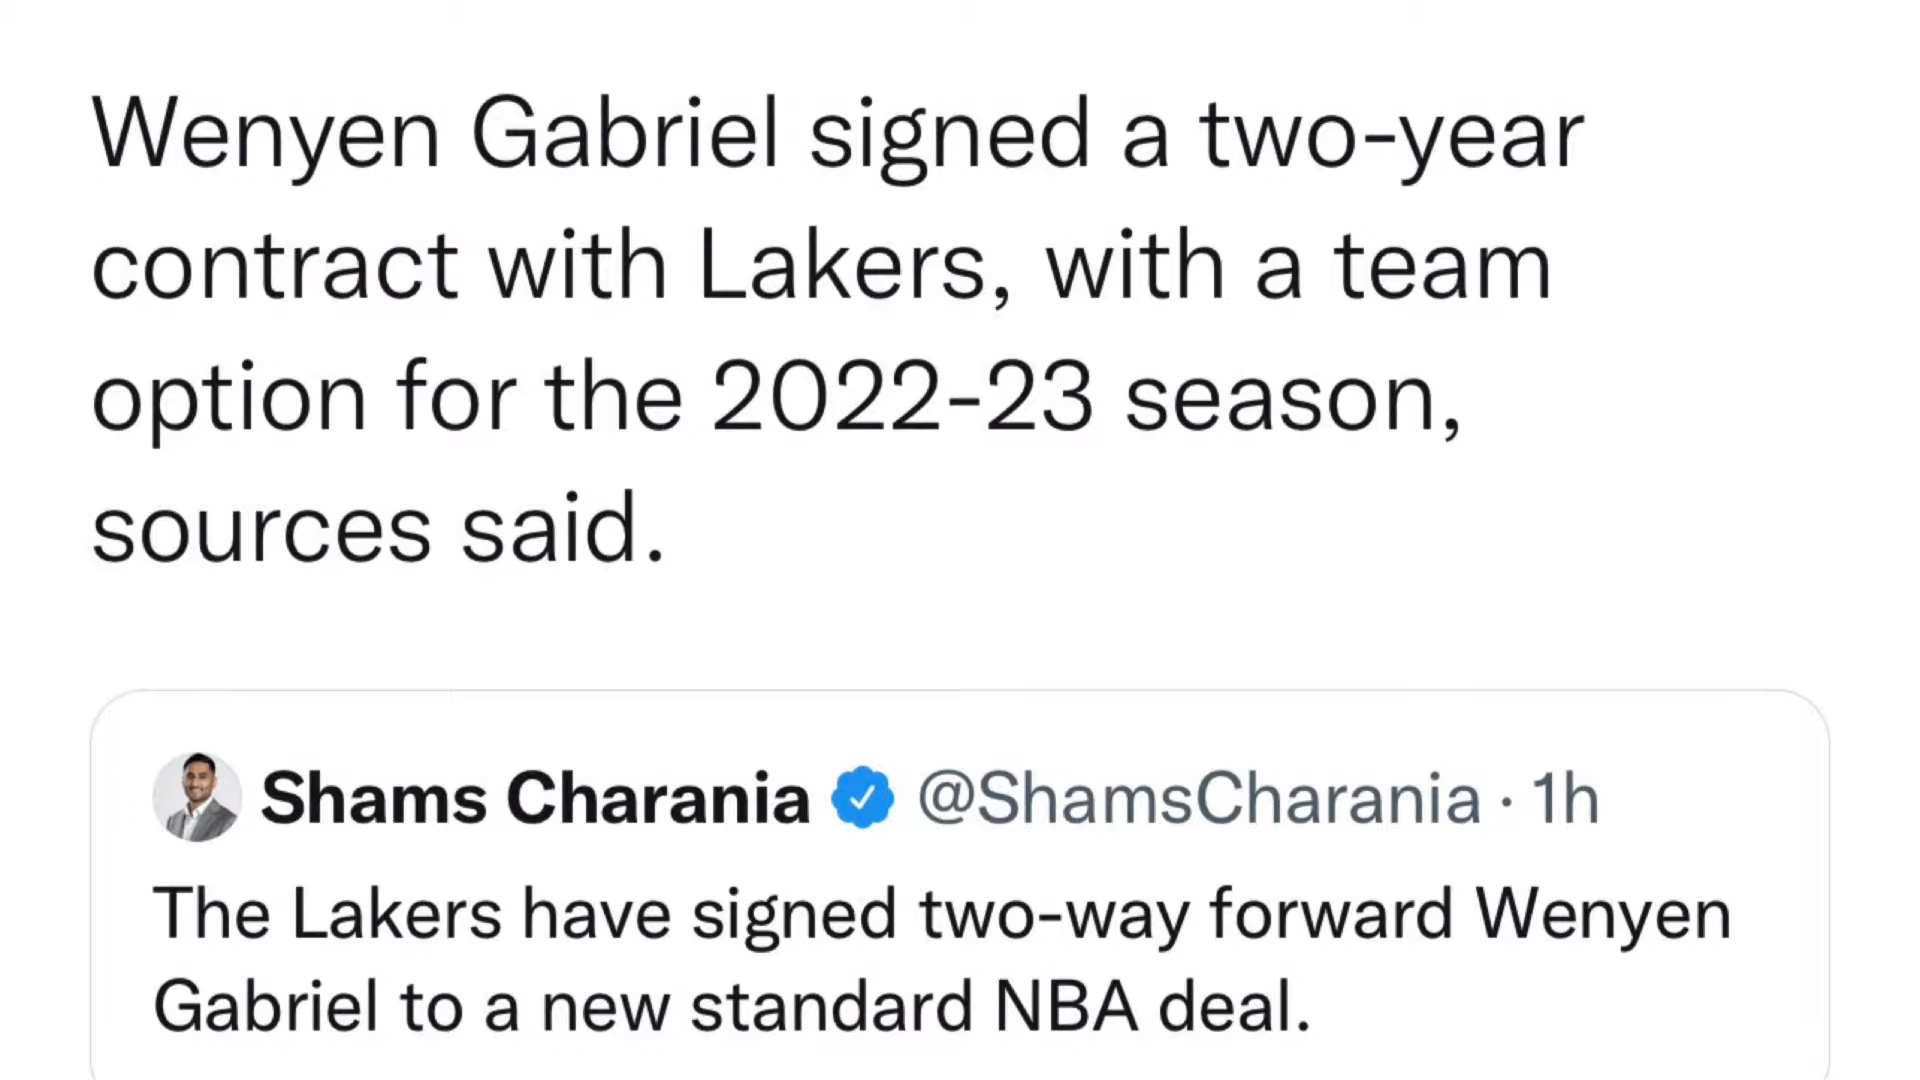 Wenyen Gabriel signed a two-year
contract with Lakers, with a team
option for the 2022-23 season,
sources said.
Shams Charania @ShamsCharania · 1h
The Lakers have signed two-way forward Wenyen
Gabriel to a new standard NBA deal.